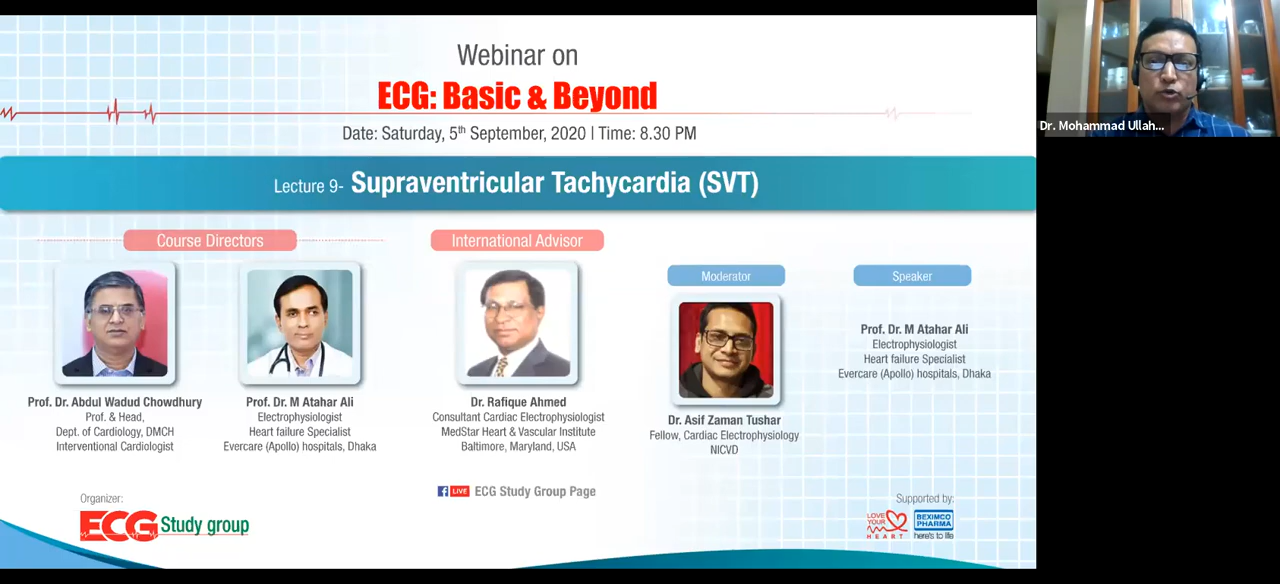 Webinar on
ECG: Basic & Beyond
Date: Saturday, 5th September, 2020 | Time: 8.30 PM
Lecture 9- Supraventricular Tachycardia (SVT)
Course Directors
Prof. Dr. Abdul Wadud Chowdhury
Prof. & Head,
Dept. of Cardiology, DMCH
Interventional Cardiologist
Prof. Dr. M Atahar Ali
Electrophysiologist
Heart failure Specialist
Evercare (Apollo) hospitals, Dhaka
International Advisor
Dr. Rafique Ahmed
Consultant Cardiac Electrophysiologist
MedStar Heart & Vascular Institute
Baltimore, Maryland, USA
Moderator
Dr. Asif Zaman Tushar
Fellow, Cardiac Electrophysiology
NICVD
Speaker
Prof. Dr. M Atahar Ali
Electrophysiologist
Heart failure Specialist
Evercare (Apollo) hospitals, Dhaka
f LIVE ECG Study Group Page
Organizer:
ECG Study group
Supported by:
LOVE
YOUR
HEART
BEXIMCO
PHARMA
here's to life
Dr. Mohammad Ullah...